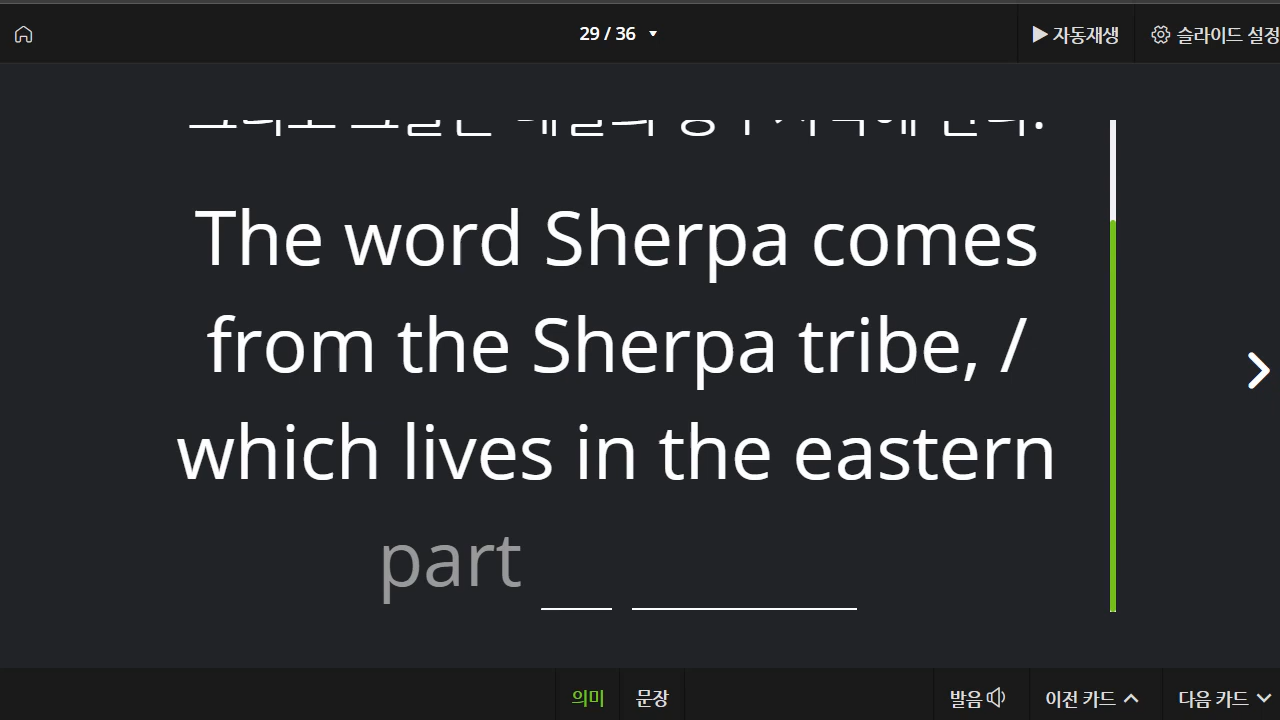 29 / 36
자동재생
슬라이드 설정
The word Sherpa comes
from the Sherpa tribe, /
which lives in the eastern
part
의미
문장
발음
이전 카드
다음 카드